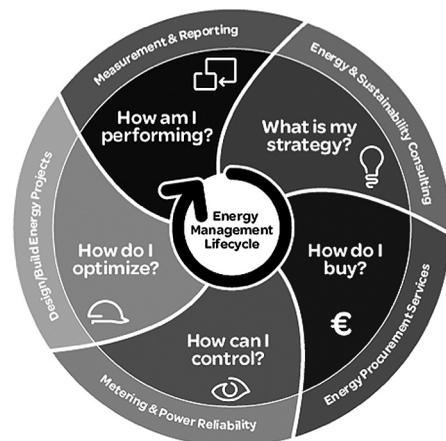 Measurement & Reporting
How am I
performing?
Energy & Sustainability Consulting
What is my
strategy?
Energy
Management
Lifecycle
Design/Build Energy Projects
How do I
optimize?
How do I
buy?
€
Energy Procurement Services
How can I
control?
Metering & Power Reliability